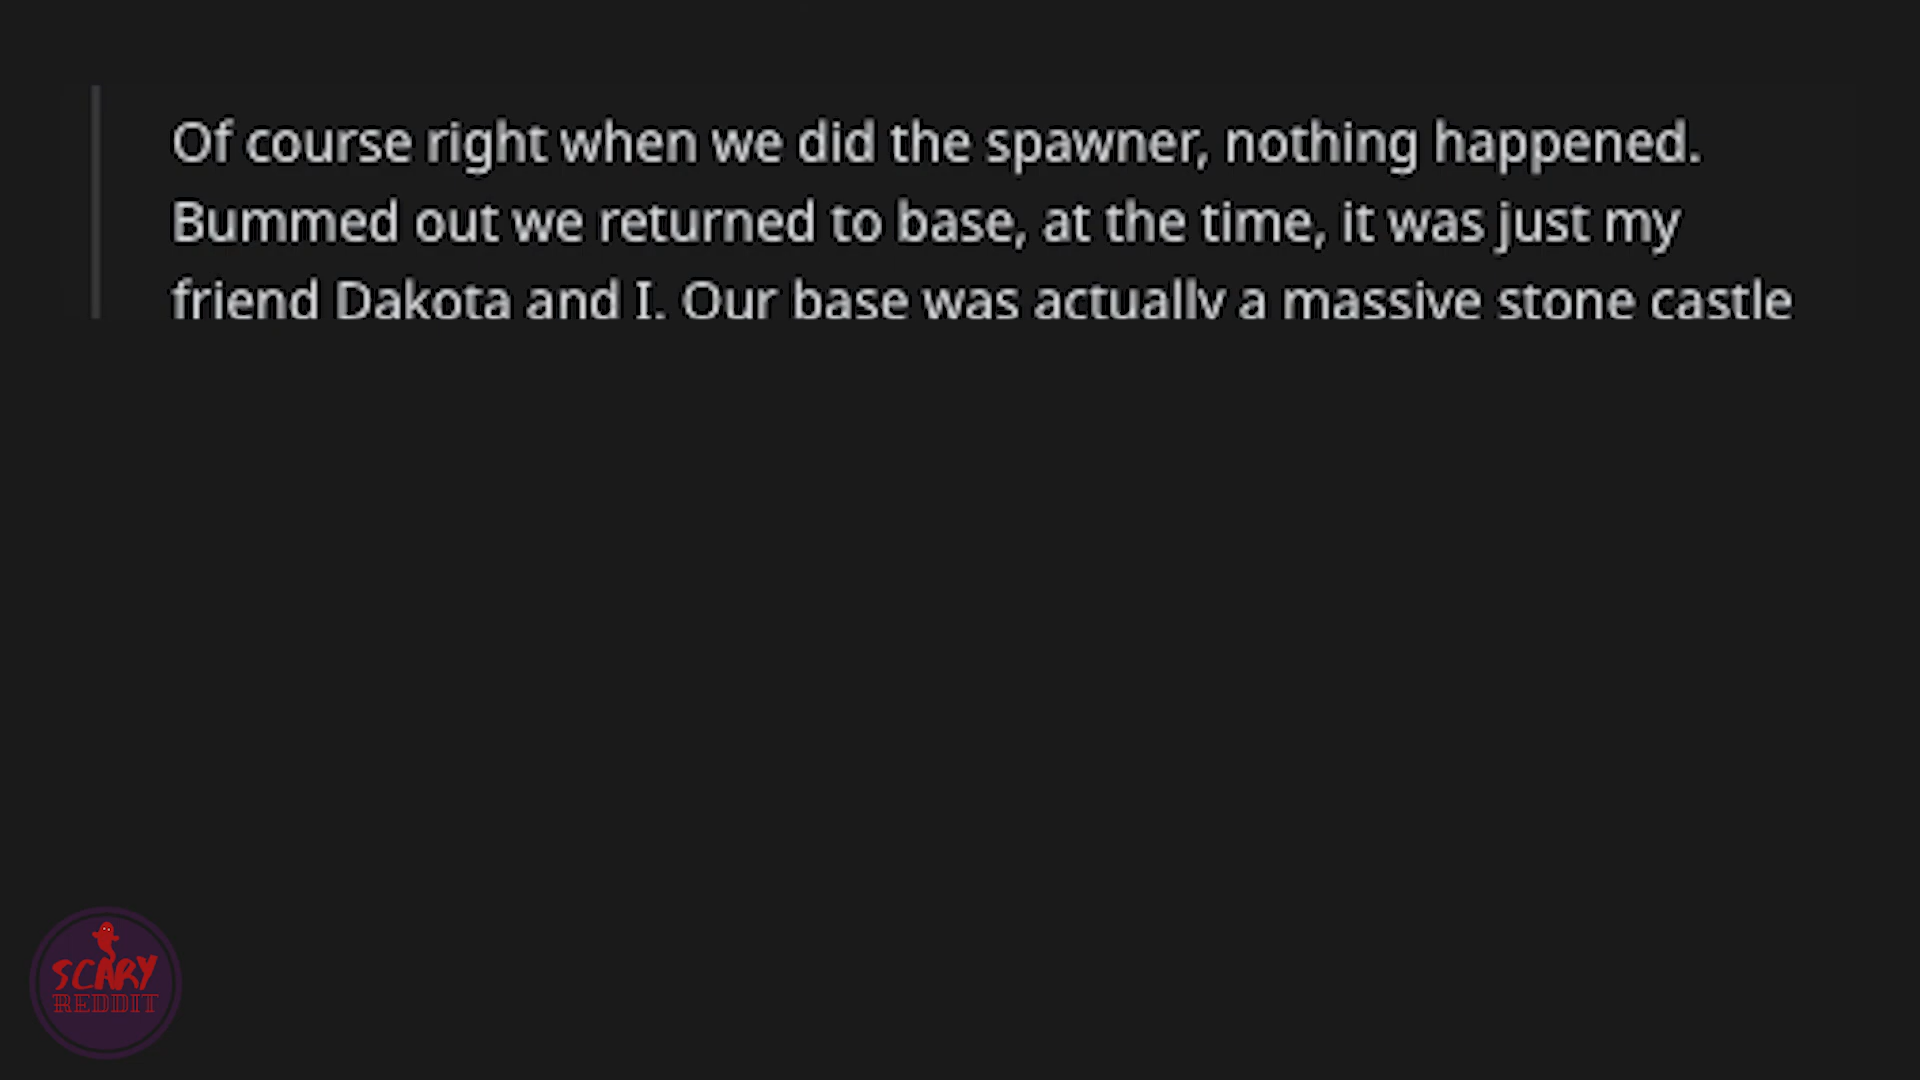 Of course right when we did the spawner, nothing happened.
Bummed out we returned to base, at the time, it was just my
friend Dakota and I. Our base was actually a massive stone castle
SCARY
REDDIT